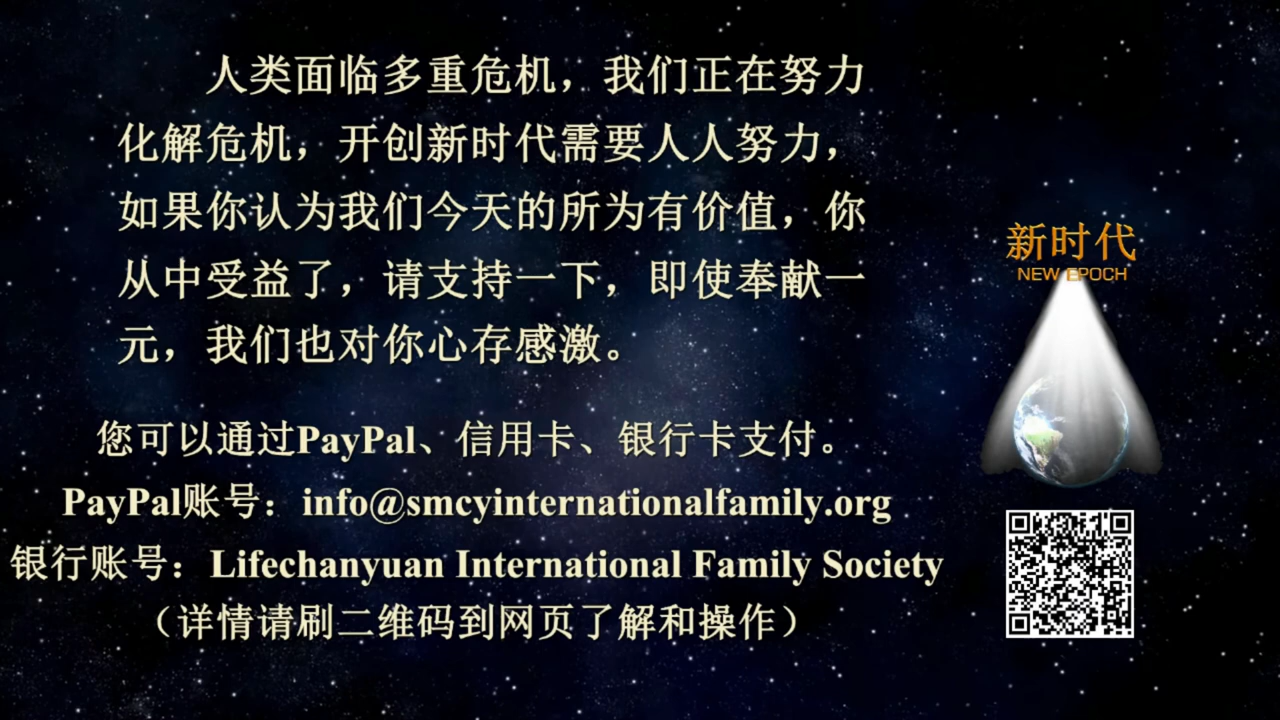 人类面临多重危机，我们正在努力
化解危机，开创新时代需要人人努力，
如果你认为我们今天的所为有价值，你
从中受益了，请支持一下，即使奉献一
元，我们也对你心存感激。
您可以通过PayPal、信用卡、银行卡支付。
PayPal账号：info@smcyinternationalfamily.org
银行账号：Lifechanyuan International Family Society
（详情请刷二维码到网页了解和操作）
新时代
NEW EPOCH